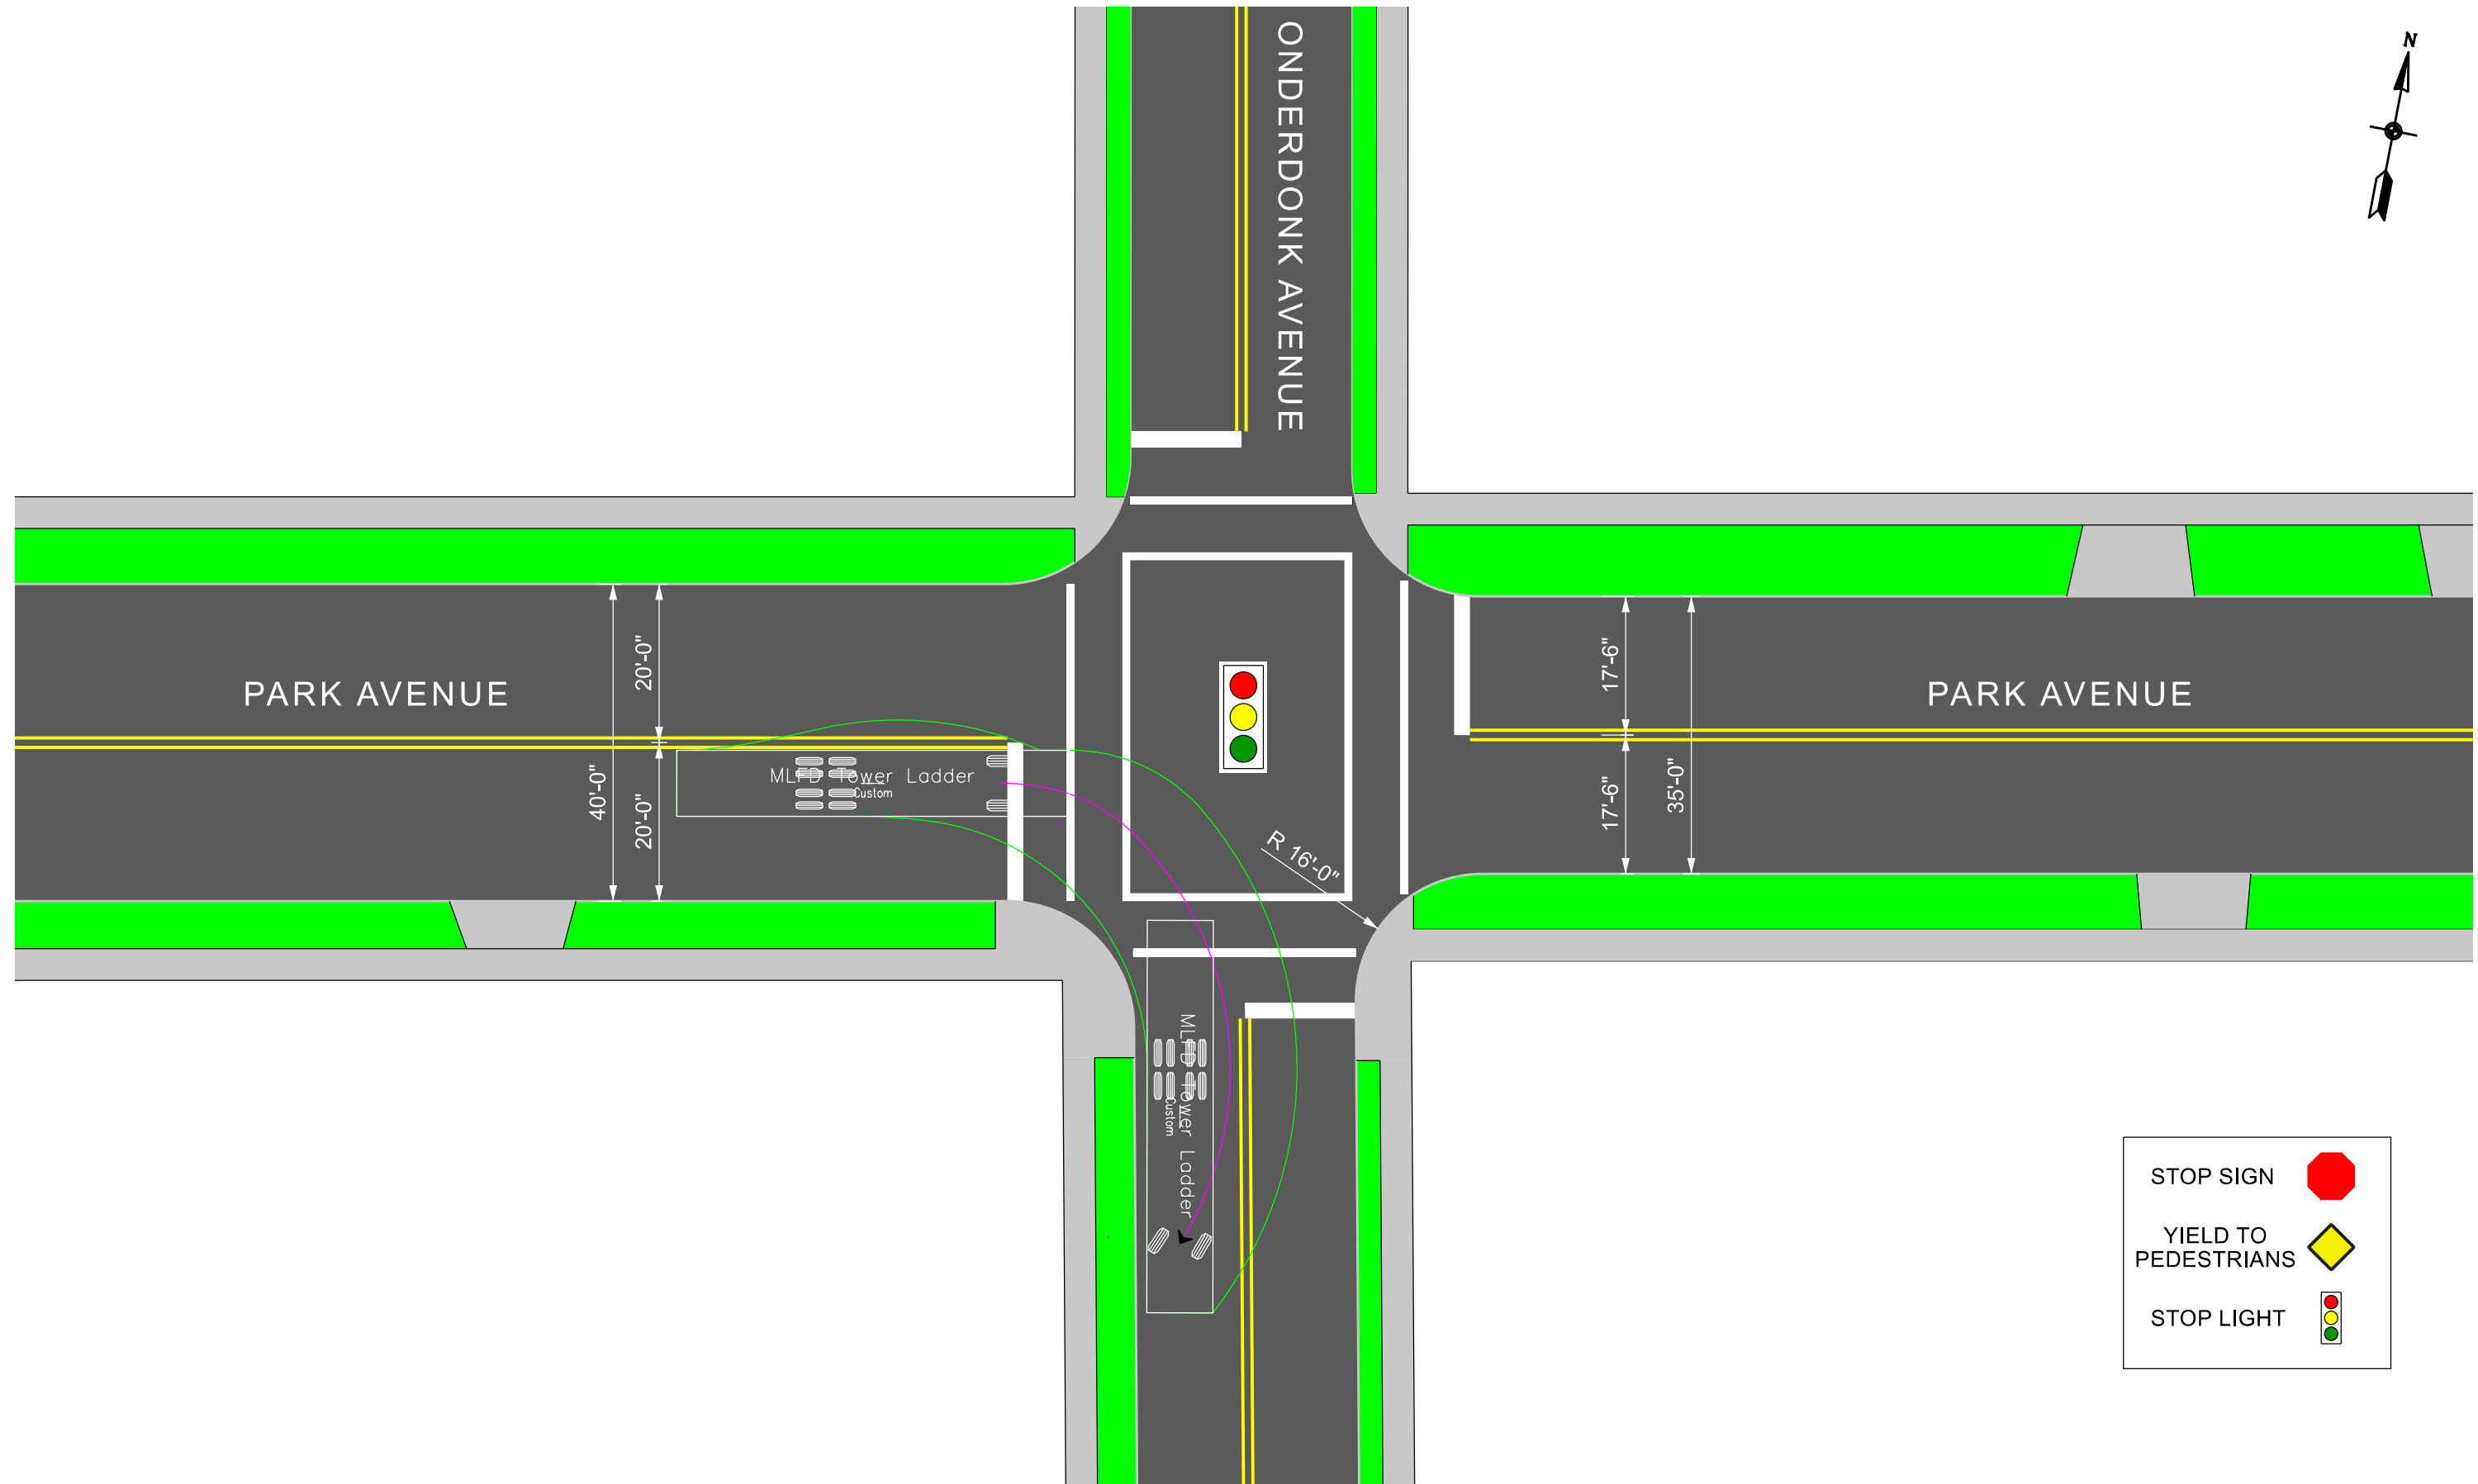 ONDERDONK AVENUE
N
PARK AVENUE
20'-0"
40'-0"
20'-0"
MLFD Tower Ladder
Custom
R 16'-0"
17'-6"
17'-6"
35'-0"
PARK AVENUE
MLFD Tower Ladder
Custom
STOP SIGN
YIELD TO
PEDESTRIANS
STOP LIGHT